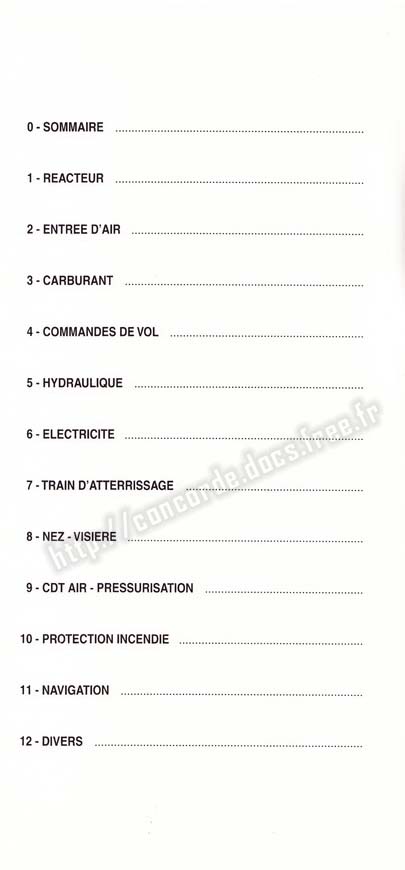 0 - SOMMAIRE ................................................
1 - REACTEUR ................................................
2 - ENTREE D'AIR ................................................
3 - CARBURANT ................................................
4 - COMMANDES DE VOL ................................................
5 - HYDRAULIQUE ................................................
6 - ELECTRICITE ................................................
7 - TRAIN D'ATTERRISSAGE ................................................
8 - NEZ - VISIERE ................................................
9 - CDT AIR - PRESSURISATION ................................................
10 - PROTECTION INCENDIE ................................................
11 - NAVIGATION ................................................
12 - DIVERS ................................................
http://concorde.docs.free.fr